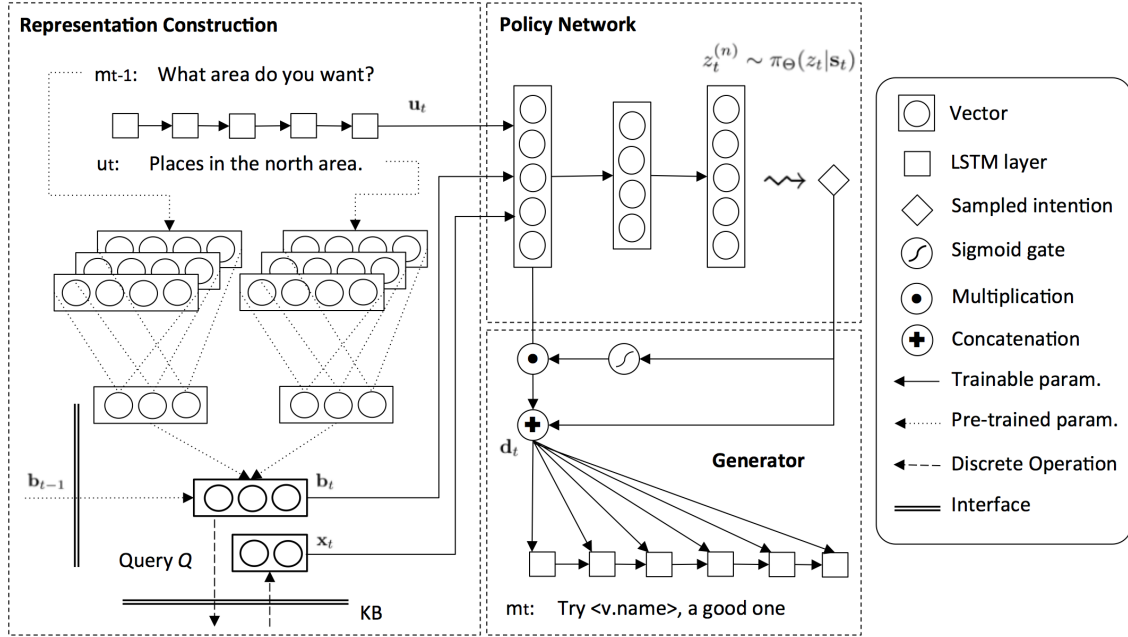 Representation Construction
mt-1: What area do you want?
𝐮ₜ
ut: Places in the north area.
𝐛ₜ₋₁
𝐛ₜ
𝐱ₜ
Query Q
KB
Policy Network
zₜ⁽ⁿ⁾ ∼ π_Θ(zₜ|𝐬ₜ)
𝐝ₜ
Generator
mt: Try <v.name>, a good one
Vector
LSTM layer
Sampled intention
Sigmoid gate
Multiplication
Concatenation
Trainable param.
Pre-trained param.
Discrete Operation
Interface